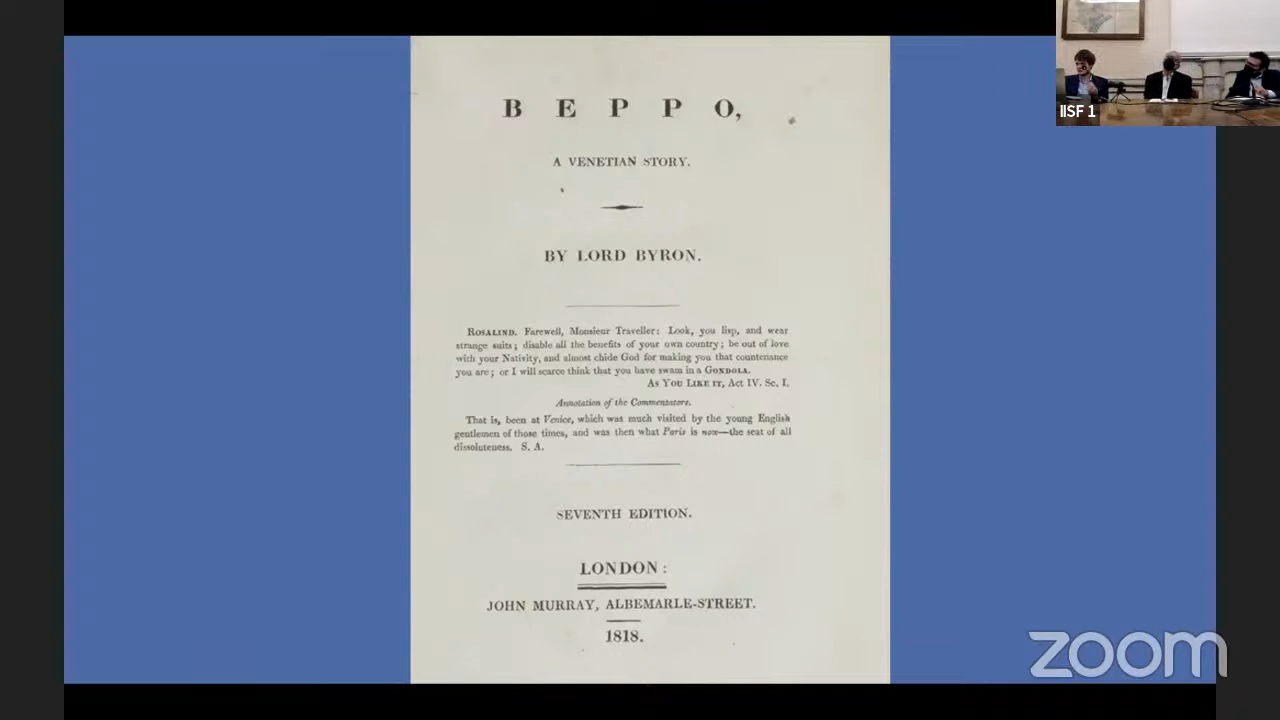 BEPPO,
A VENETIAN STORY.
BY LORD BYRON.
ROSALIND. Farewell, Monsieur Traveller: Look, you lisp, and wear
strange suits; disable all the benefits of your own country; be out of love
with your Nativity, and almost chide God for making you that countenance
you are; or I will scarce think that you have swam in a GONDOLA.
AS YOU LIKE IT, Act IV. Sc. I.
Annotation of the Commentators.
That is, been at Venice, which was much visited by the young English
gentlemen of those times, and was then what Paris is now—the seat of all
dissoluteness. S. A.
SEVENTH EDITION.
LONDON:
JOHN MURRAY, ALBEMARLE-STREET.
1818.
IISF 1
zoom